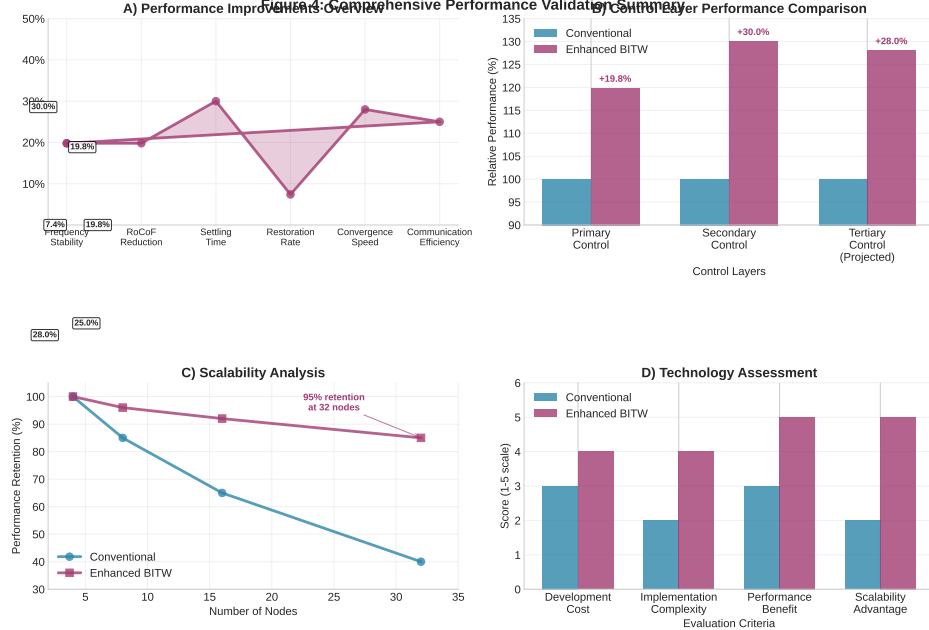 Figure 4: Comprehensive Performance Validation Summary
A) Performance Improvements Overview
50%
40%
30%
20%
10%
30.0%
19.8%
7.4%
19.8%
28.0%
25.0%
Frequency
Stability
RoCoF
Reduction
Settling
Time
Restoration
Rate
Convergence
Speed
Communication
Efficiency
B) Control Layer Performance Comparison
Relative Performance (%)
135
130
125
120
115
110
105
100
95
90
Conventional
Enhanced BITW
+19.8%
+30.0%
+28.0%
Primary
Control
Secondary
Control
Tertiary
Control
(Projected)
Control Layers
C) Scalability Analysis
Performance Retention (%)
100
90
80
70
60
50
40
30
95% retention
at 32 nodes
Conventional
Enhanced BITW
5
10
15
20
25
30
35
Number of Nodes
D) Technology Assessment
Score (1-5 scale)
6
5
4
3
2
1
0
Conventional
Enhanced BITW
Development
Cost
Implementation
Complexity
Performance
Benefit
Scalability
Advantage
Evaluation Criteria